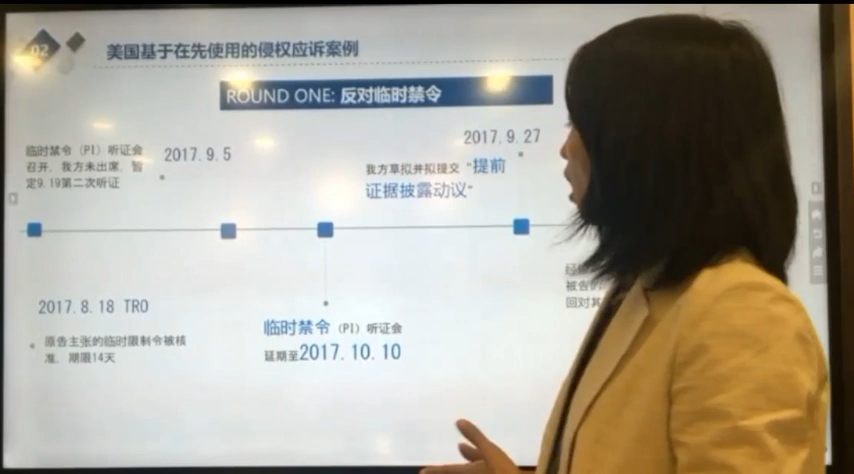 02
美国基于在先使用的侵权应诉案例
ROUND ONE: 反对临时禁令
临时禁令（PI）听证会
召开，我方未出席，暂
定9.19第二次听证
2017.9.5
2017.9.27
我方草拟并拟提交“提前
证据披露动议”
2017.8.18 TRO
原告主张的临时限制令被核
准，期限14天
临时禁令（PI）听证会
延期至2017.10.10
被告
回对其